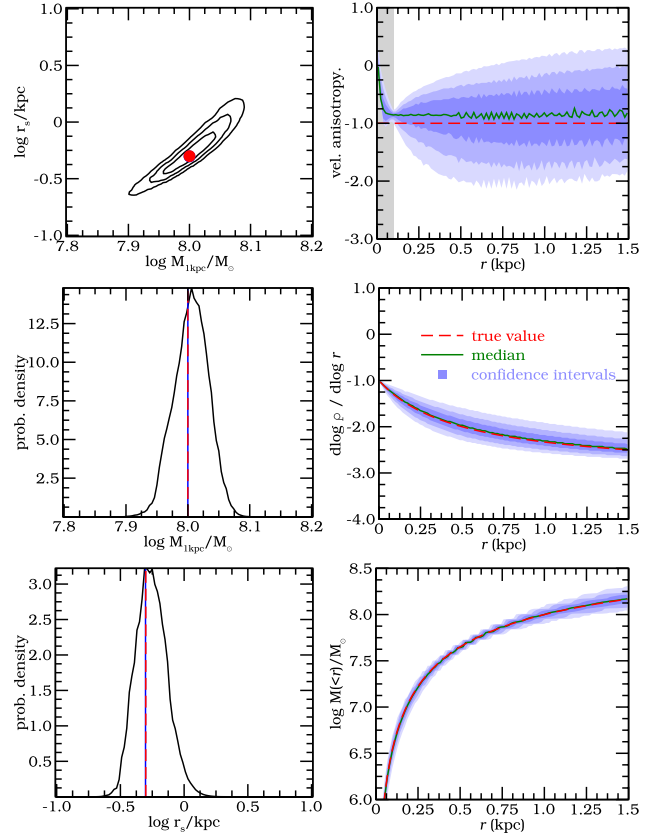 1.0
0.5
0
-0.5
-1.0
log r_s/kpc
7.8 7.9 8.0 8.1 8.2
log M_1kpc/M_⊙
1.0
0
-1.0
-2.0
-3.0
vel. anisotropy.
0 0.25 0.5 0.75 1.0 1.25 1.5
r (kpc)
12.5
10.0
7.5
5.0
2.5
prob. density
7.8 7.9 8.0 8.1 8.2
log M_1kpc/M_⊙
1.0
0
-1.0
-2.0
-3.0
-4.0
dlog ρ / dlog r
true value
median
confidence intervals
0 0.25 0.5 0.75 1.0 1.25 1.5
r (kpc)
3.0
2.5
2.0
1.5
1.0
0.5
prob. density
-1.0 -0.5 0 0.5 1.0
log r_s/kpc
8.5
8.0
7.5
7.0
6.5
6.0
log M(<r)/M_⊙
0 0.25 0.5 0.75 1.0 1.25 1.5
r (kpc)